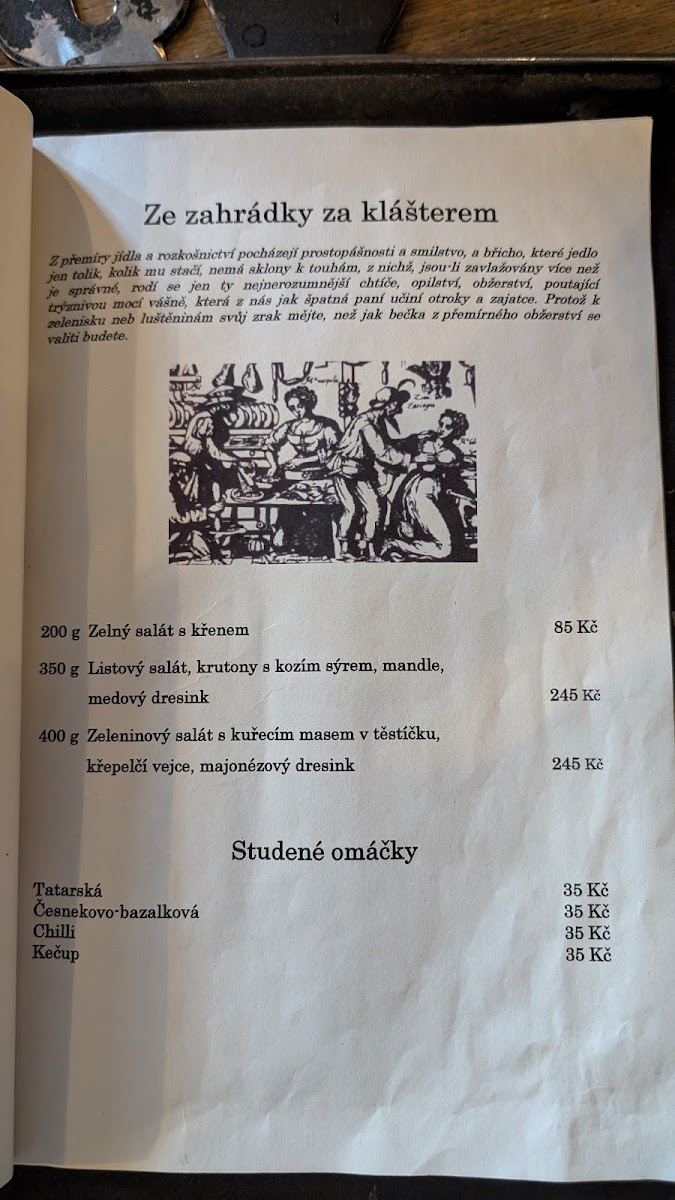 Ze zahrádky za klášterem
Z přemíry jídla a rozkošnictví pocházejí prostopášnosti a smilstvo, a břicho, které jedlo
jen tolik, kolik mu stačí, nemá sklony k touhám, z nichž, jsou-li zavlažovány více než
je správné, rodí se jen ty nejnerozumnější chtíče, opilství, obžerství, poutající
trýznivou mocí vášně, která z nás jak špatná paní učiní otroky a zajatce. Protož k
zelenisku neb luštěninám svůj zrak mějte, než jak bečka z přemírného obžerství se
valiti budete.
200 g Zelný salát s křenem 85 Kč
350 g Listový salát, krutony s kozím sýrem, mandle,
medový dresink 245 Kč
400 g Zeleninový salát s kuřecím masem v těstíčku,
křepelčí vejce, majonézový dresink 245 Kč
Studené omáčky
Tatarská 35 Kč
Česnekovo-bazalková 35 Kč
Chilli 35 Kč
Kečup 35 Kč